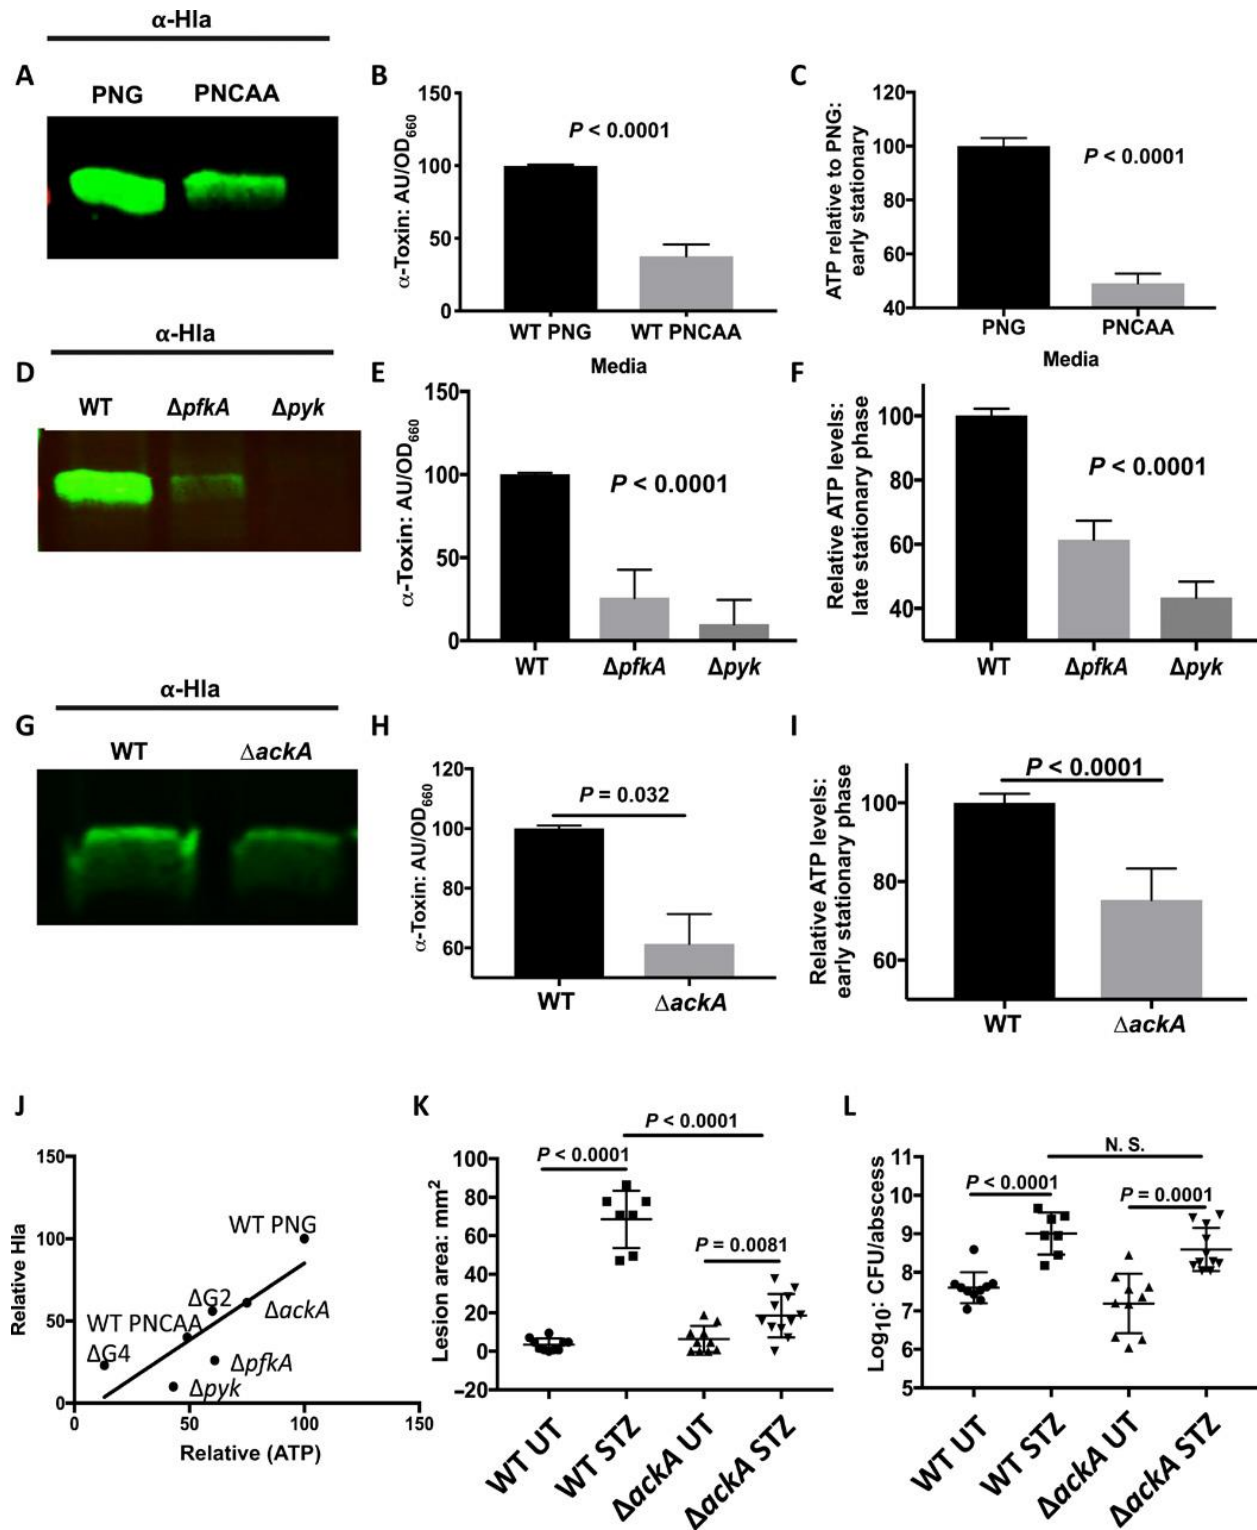 α-Hla
A
PNG PNCAA
B
150
100
50
0
α-Toxin: AU/OD660
P < 0.0001
WT PNG WT PNCAA
Media
C
120
100
80
60
40
ATP relative to PNG:
early stationary
P < 0.0001
PNG PNCAA
Media
α-Hla
D
WT ΔpfkA Δpyk
E
150
100
50
0
α-Toxin: AU/OD660
P < 0.0001
WT ΔpfkA Δpyk
F
100
80
60
40
Relative ATP levels:
late stationary phase
P < 0.0001
WT ΔpfkA Δpyk
α-Hla
G
WT ΔackA
H
120
100
80
60
α-Toxin: AU/OD660
P = 0.032
WT ΔackA
I
100
80
60
Relative ATP levels:
early stationary phase
P < 0.0001
WT ΔackA
J
150
100
50
0
Relative Hla
WT PNG
ΔG2
ΔackA
WT PNCAA
ΔG4
ΔpfkA
Δpyk
0 50 100 150
Relative (ATP)
K
100
80
60
40
20
0
−20
Lesion area: mm2
P < 0.0001
P < 0.0001
P = 0.0081
WT UT
WT STZ
ΔackA UT
ΔackA STZ
L
11
10
9
8
7
6
5
Log10: CFU/abscess
N. S.
P < 0.0001
P = 0.0001
WT UT
WT STZ
ΔackA UT
ΔackA STZ